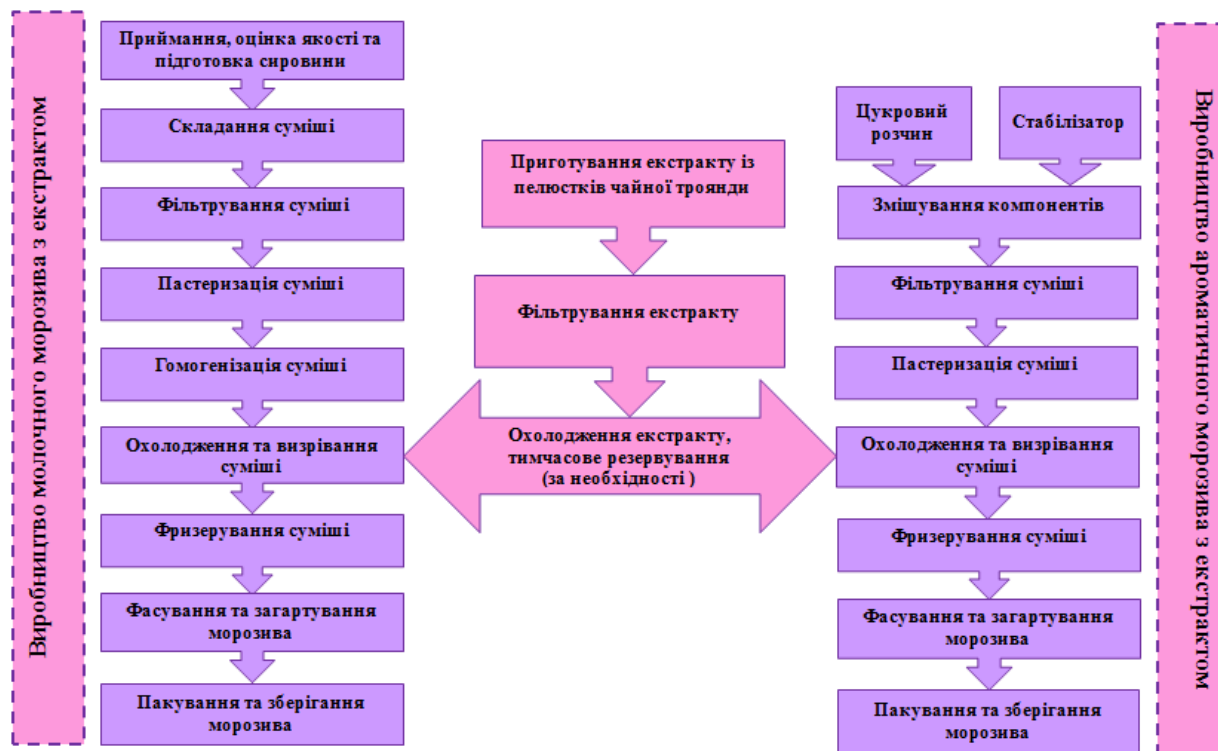 Виробництво молочного морозива з екстрактом
Приймання, оцінка якості та
підготовка сировини
Складання суміші
Фільтрування суміші
Пастеризація суміші
Гомогенізація суміші
Охолодження та визрівання
суміші
Фризерування суміші
Фасування та загартування
морозива
Пакування та зберігання
морозива
Приготування екстракту із
пелюстків чайної троянди
Фільтрування екстракту
Охолодження екстракту,
тимчасове резервування
(за необхідності )
Цукровий
розчин
Стабілізатор
Змішування компонентів
Фільтрування суміші
Пастеризація суміші
Охолодження та визрівання
суміші
Фризерування суміші
Фасування та загартування
морозива
Пакування та зберігання
морозива
Виробництво ароматичного морозива з екстрактом